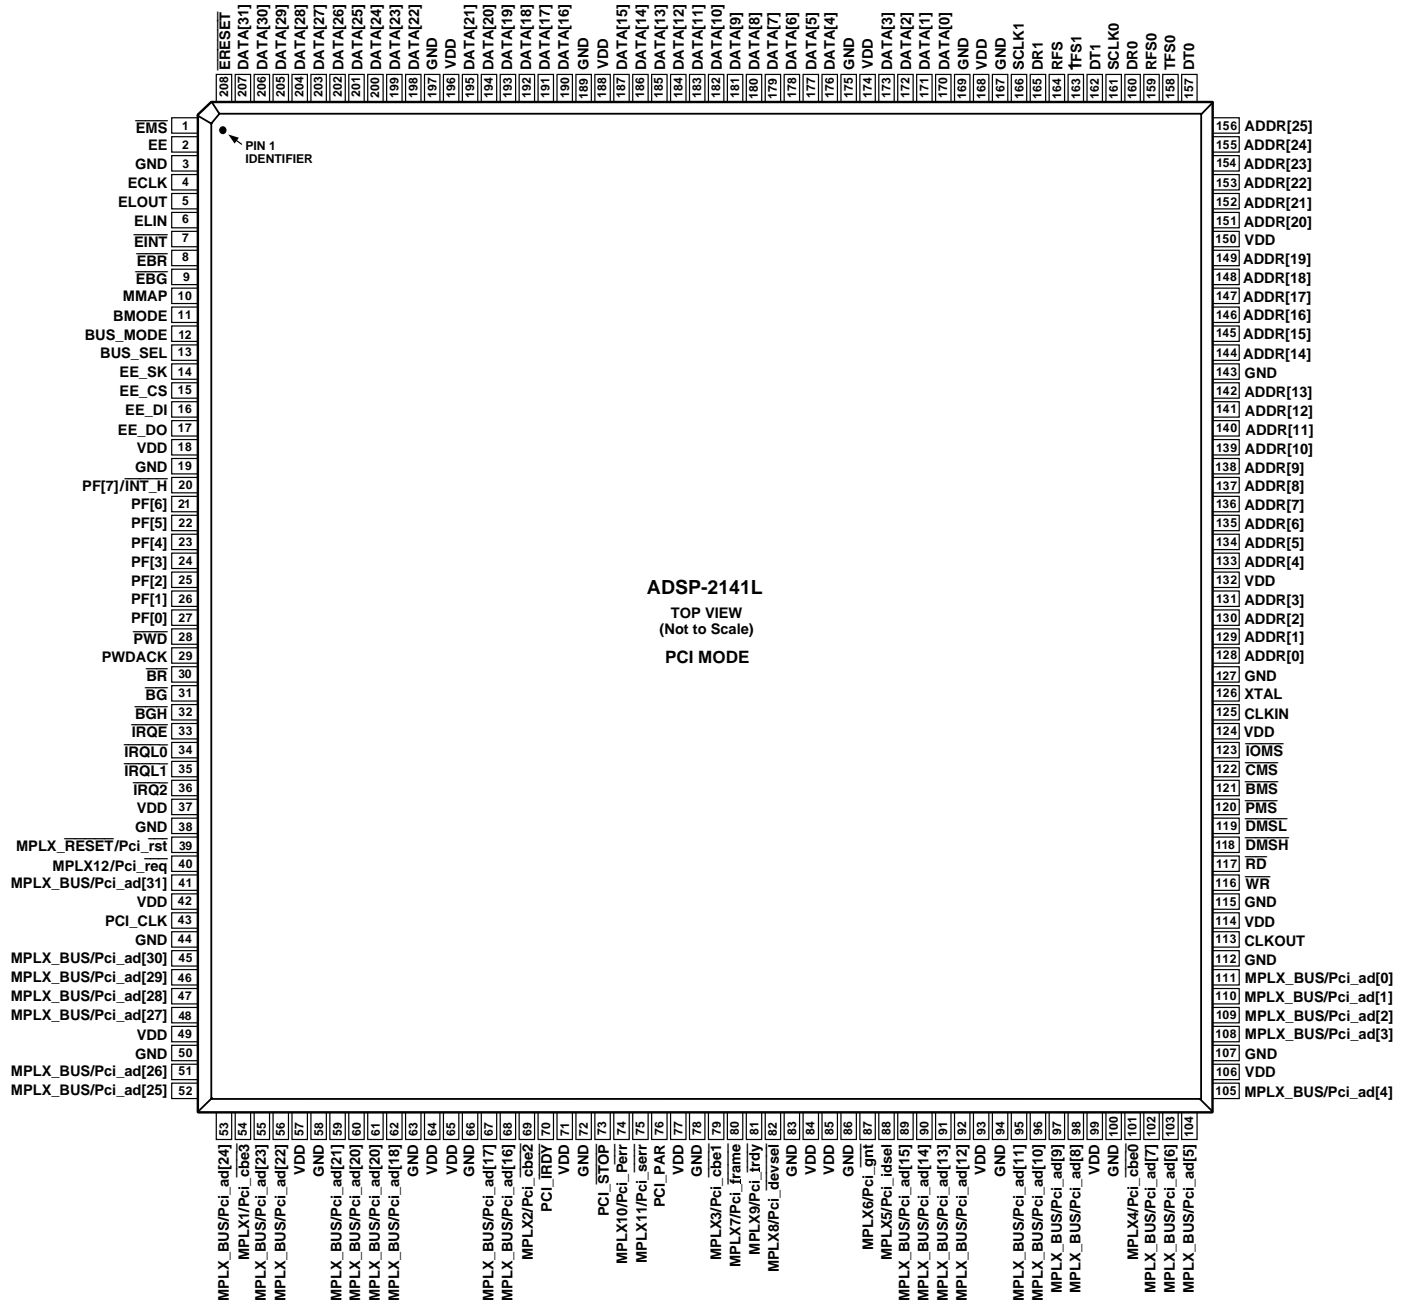 ERESET
DATA[31]
DATA[30]
DATA[29]
DATA[28]
DATA[27]
DATA[26]
DATA[25]
DATA[24]
DATA[23]
DATA[22]
GND
VDD
DATA[21]
DATA[20]
DATA[19]
DATA[18]
DATA[17]
DATA[16]
GND
VDD
DATA[15]
DATA[14]
DATA[13]
DATA[12]
DATA[11]
DATA[10]
DATA[9]
DATA[8]
DATA[7]
DATA[6]
DATA[5]
DATA[4]
GND
VDD
DATA[3]
DATA[2]
DATA[1]
DATA[0]
GND
VDD
GND
SCLK1
DR1
RFS
TFS1
DT1
SCLK0
DR0
RFS0
TFS0
DT0
208
207
206
205
204
203
202
201
200
199
198
197
196
195
194
193
192
191
190
189
188
187
186
185
184
183
182
181
180
179
178
177
176
175
174
173
172
171
170
169
168
167
166
165
164
163
162
161
160
159
158
157
EMS 1
EE 2
GND 3
ECLK 4
ELOUT 5
ELIN 6
EINT 7
EBR 8
EBG 9
MMAP 10
BMODE 11
BUS_MODE 12
BUS_SEL 13
EE_SK 14
EE_CS 15
EE_DI 16
EE_DO 17
VDD 18
GND 19
PF[7]/INT_H 20
PF[6] 21
PF[5] 22
PF[4] 23
PF[3] 24
PF[2] 25
PF[1] 26
PF[0] 27
PWD 28
PWDACK 29
BR 30
BG 31
BGH 32
IRQE 33
IRQL0 34
IRQL1 35
IRQ2 36
VDD 37
GND 38
MPLX_RESET/Pci_rst 39
MPLX12/Pci_req 40
MPLX_BUS/Pci_ad[31] 41
VDD 42
PCI_CLK 43
GND 44
MPLX_BUS/Pci_ad[30] 45
MPLX_BUS/Pci_ad[29] 46
MPLX_BUS/Pci_ad[28] 47
MPLX_BUS/Pci_ad[27] 48
VDD 49
GND 50
MPLX_BUS/Pci_ad[26] 51
MPLX_BUS/Pci_ad[25] 52
PIN 1
IDENTIFIER
ADSP-2141L
TOP VIEW
(Not to Scale)
PCI MODE
156 ADDR[25]
155 ADDR[24]
154 ADDR[23]
153 ADDR[22]
152 ADDR[21]
151 ADDR[20]
150 VDD
149 ADDR[19]
148 ADDR[18]
147 ADDR[17]
146 ADDR[16]
145 ADDR[15]
144 ADDR[14]
143 GND
142 ADDR[13]
141 ADDR[12]
140 ADDR[11]
139 ADDR[10]
138 ADDR[9]
137 ADDR[8]
136 ADDR[7]
135 ADDR[6]
134 ADDR[5]
133 ADDR[4]
132 VDD
131 ADDR[3]
130 ADDR[2]
129 ADDR[1]
128 ADDR[0]
127 GND
126 XTAL
125 CLKIN
124 VDD
123 IOMS
122 CMS
121 BMS
120 PMS
119 DMSL
118 DMSH
117 RD
116 WR
115 GND
114 VDD
113 CLKOUT
112 GND
111 MPLX_BUS/Pci_ad[0]
110 MPLX_BUS/Pci_ad[1]
109 MPLX_BUS/Pci_ad[2]
108 MPLX_BUS/Pci_ad[3]
107 GND
106 VDD
105 MPLX_BUS/Pci_ad[4]
53
54
55
56
57
58
59
60
61
62
63
64
65
66
67
68
69
70
71
72
73
74
75
76
77
78
79
80
81
82
83
84
85
86
87
88
89
90
91
92
93
94
95
96
97
98
99
100
101
102
103
104
MPLX_BUS/Pci_ad[24]
MPLX1/Pci_cbe3
MPLX_BUS/Pci_ad[23]
MPLX_BUS/Pci_ad[22]
VDD
GND
MPLX_BUS/Pci_ad[21]
MPLX_BUS/Pci_ad[20]
MPLX_BUS/Pci_ad[20]
MPLX_BUS/Pci_ad[18]
GND
VDD
VDD
GND
MPLX_BUS/Pci_ad[17]
MPLX_BUS/Pci_ad[16]
MPLX2/Pci_cbe2
PCI_IRDY
VDD
GND
PCI_STOP
MPLX10/Pci_Perr
MPLX11/Pci_serr
PCI_PAR
VDD
GND
MPLX3/Pci_cbe1
MPLX7/Pci_frame
MPLX9/Pci_trdy
MPLX8/Pci_devsel
GND
VDD
VDD
GND
MPLX6/Pci_gnt
MPLX5/Pci_idsel
MPLX_BUS/Pci_ad[15]
MPLX_BUS/Pci_ad[14]
MPLX_BUS/Pci_ad[13]
MPLX_BUS/Pci_ad[12]
VDD
GND
MPLX_BUS/Pci_ad[11]
MPLX_BUS/Pci_ad[10]
MPLX_BUS/Pci_ad[9]
MPLX_BUS/Pci_ad[8]
VDD
GND
MPLX4/Pci_cbe0
MPLX_BUS/Pci_ad[7]
MPLX_BUS/Pci_ad[6]
MPLX_BUS/Pci_ad[5]